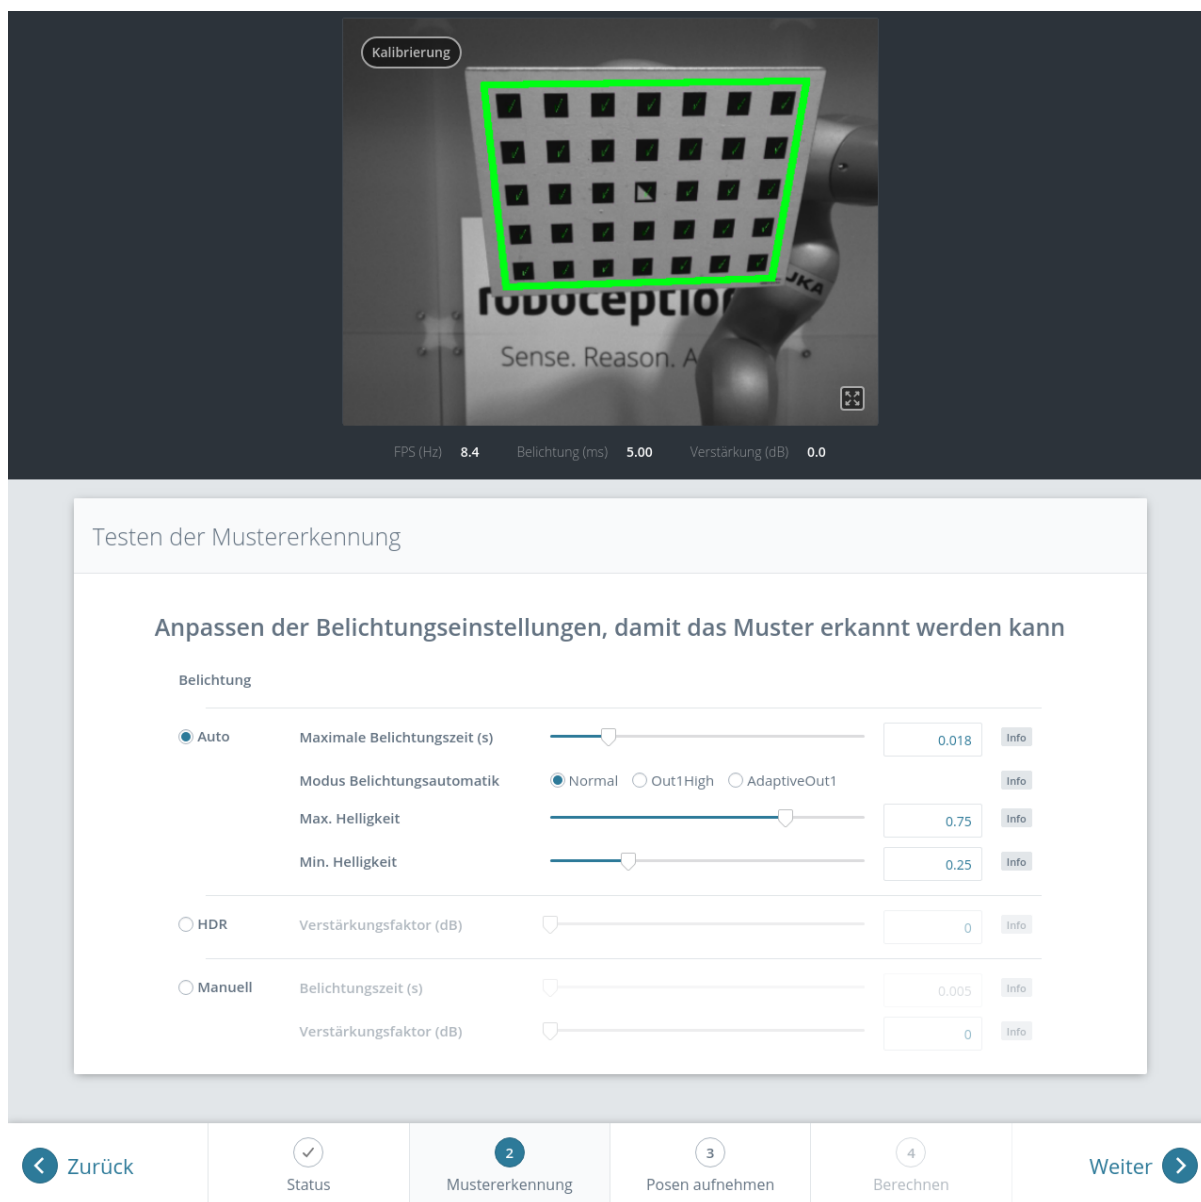 Kalibrierung
roboception
Sense. Reason. A
FPS (Hz) 8.4 Belichtung (ms) 5.00 Verstärkung (dB) 0.0
Testen der Mustererkennung
Anpassen der Belichtungseinstellungen, damit das Muster erkannt werden kann
Belichtung
Auto Maximale Belichtungszeit (s) 0.018 Info
Modus Belichtungsautomatik Normal Out1High AdaptiveOut1 Info
Max. Helligkeit 0.75 Info
Min. Helligkeit 0.25 Info
HDR Verstärkungsfaktor (dB) 0 Info
Manuell Belichtungszeit (s) 0.005 Info
Verstärkungsfaktor (dB) 0 Info
Zurück
Status
2 Mustererkennung
3 Posen aufnehmen
4 Berechnen
Weiter